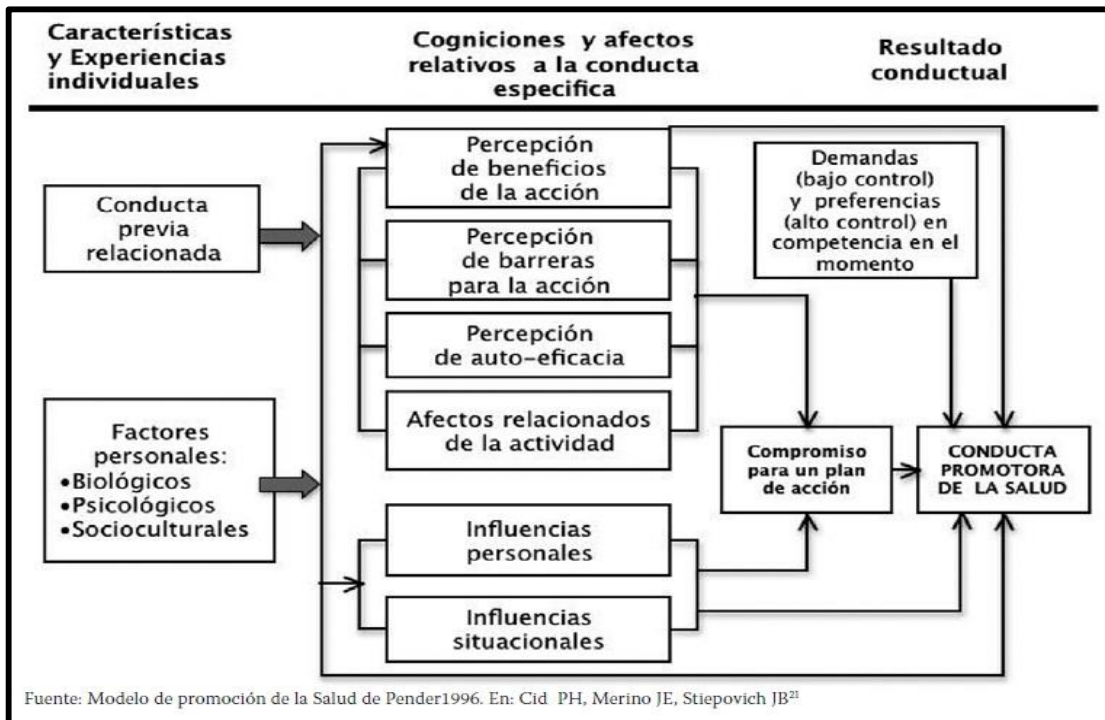 Características
y Experiencias
individuales
Cogniciones y afectos
relativos a la conducta
especifica
Resultado
conductual
Conducta
previa
relacionada
Factores
personales:
•Biológicos
•Psicológicos
•Socioculturales
Percepción
de beneficios
de la acción
Percepción
de barreras
para la acción
Percepción
de auto-eficacia
Afectos relacionados
de la actividad
Influencias
personales
Influencias
situacionales
Demandas
(bajo control)
y preferencias
(alto control) en
competencia en el
momento
Compromiso
para un plan
de acción
CONDUCTA
PROMOTORA
DE LA SALUD
Fuente: Modelo de promoción de la Salud de Pender1996. En: Cid PH, Merino JE, Stiepovich JB²¹